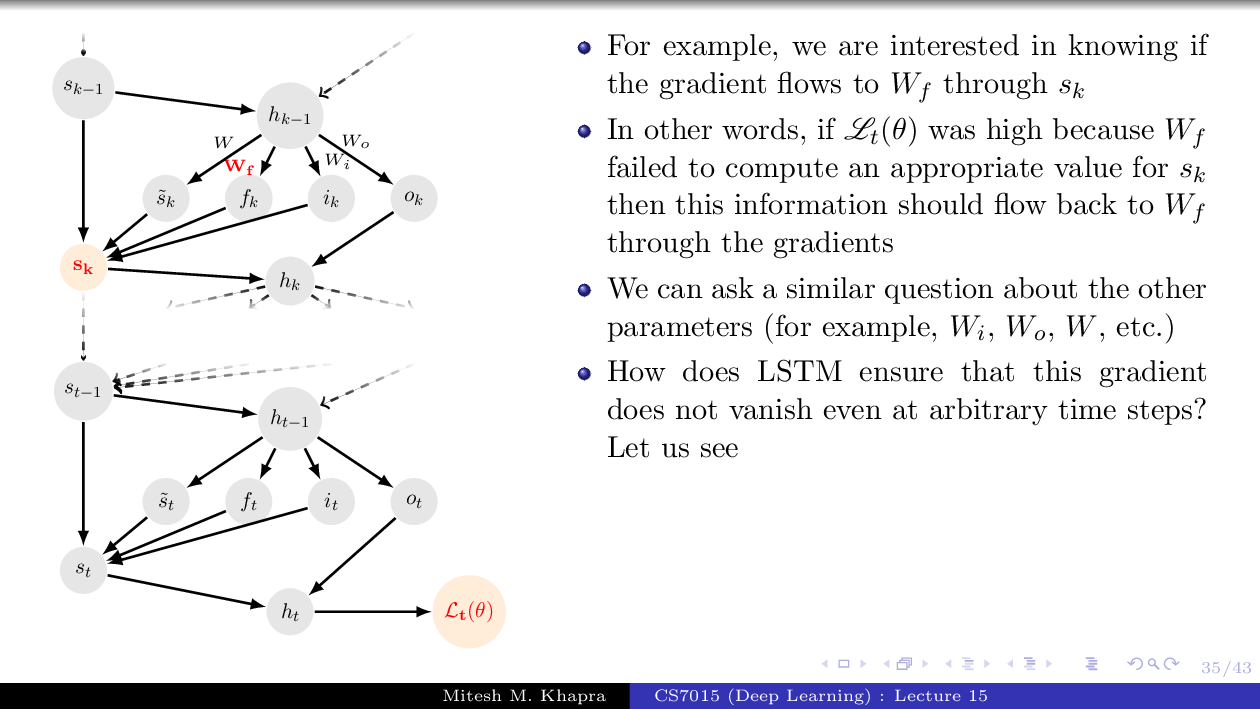 s_{k−1}
h_{k−1}
W
W_o
W_f
W_i
s̃_k
f_k
i_k
o_k
s_k
h_k
s_{t−1}
h_{t−1}
s̃_t
f_t
i_t
o_t
s_t
h_t
ℒ_t(θ)
For example, we are interested in knowing if
the gradient flows to W_f through s_k
In other words, if ℒ_t(θ) was high because W_f
failed to compute an appropriate value for s_k
then this information should flow back to W_f
through the gradients
We can ask a similar question about the other
parameters (for example, W_i, W_o, W, etc.)
How does LSTM ensure that this gradient
does not vanish even at arbitrary time steps?
Let us see
35/43
Mitesh M. Khapra
CS7015 (Deep Learning) : Lecture 15